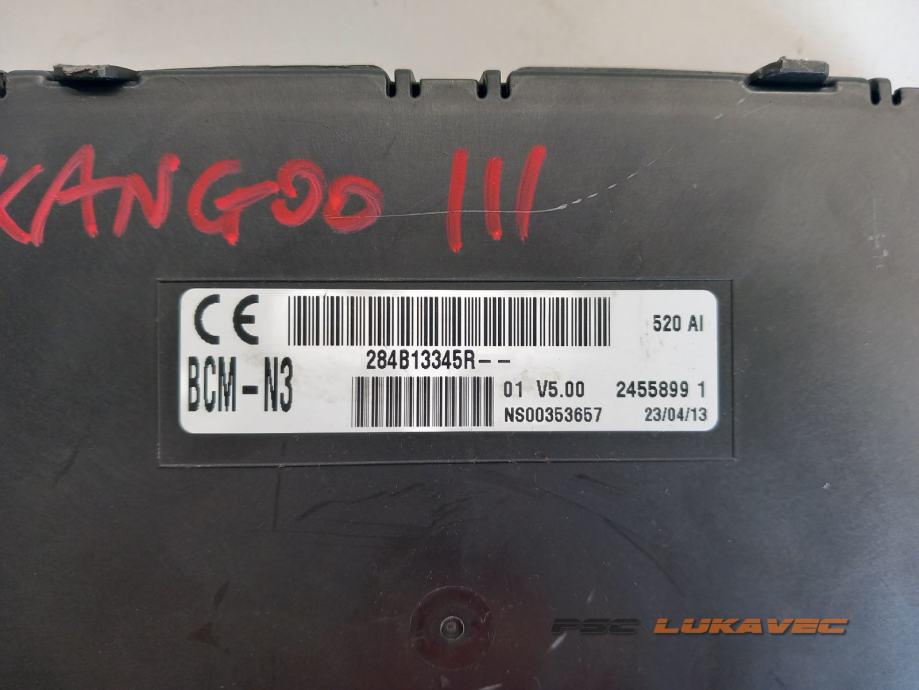 KANGOO III
CE
520 AI
284B13345R--
BCM-N3
01 V5.00
2455899 1
NS00353657
23/04/13
PSC LUKAVEC